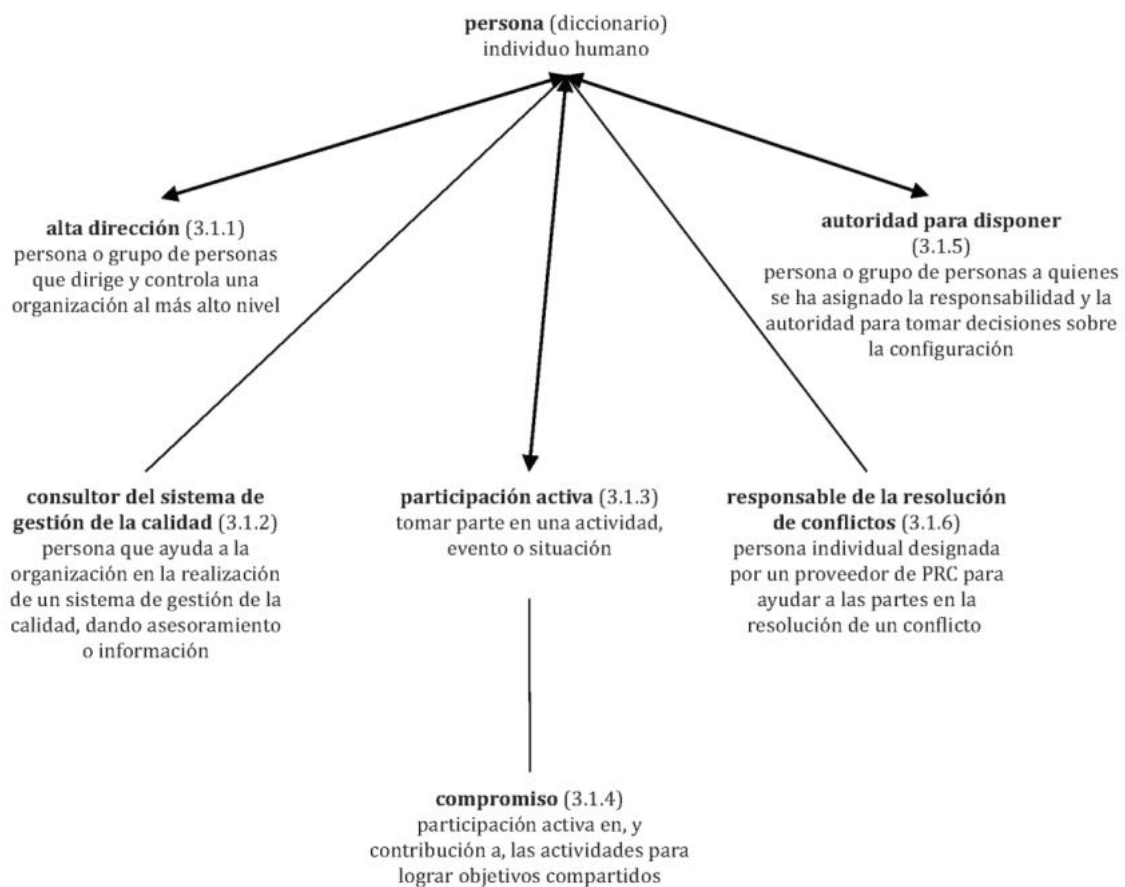 persona (diccionario)
individuo humano
alta dirección (3.1.1)
persona o grupo de personas
que dirige y controla una
organización al más alto nivel
autoridad para disponer
(3.1.5)
persona o grupo de personas a quienes
se ha asignado la responsabilidad y la
autoridad para tomar decisiones sobre
la configuración
consultor del sistema de
gestión de la calidad (3.1.2)
persona que ayuda a la
organización en la realización
de un sistema de gestión de la
calidad, dando asesoramiento
o información
participación activa (3.1.3)
tomar parte en una actividad,
evento o situación
responsable de la resolución
de conflictos (3.1.6)
persona individual designada
por un proveedor de PRC para
ayudar a las partes en la
resolución de un conflicto
compromiso (3.1.4)
participación activa en, y
contribución a, las actividades para
lograr objetivos compartidos